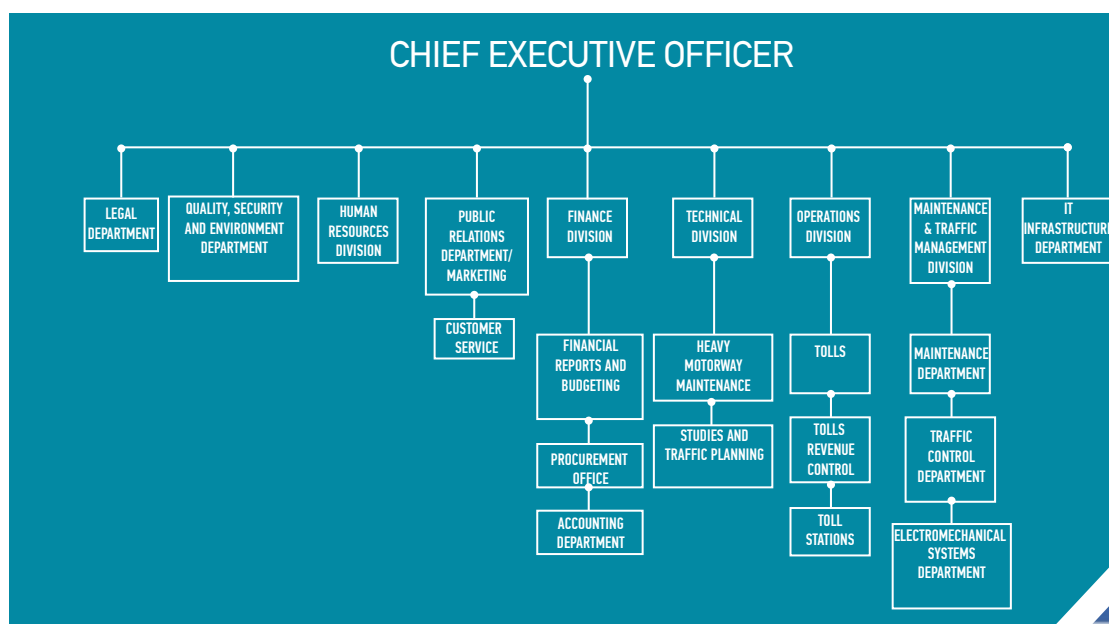 CHIEF EXECUTIVE OFFICER
LEGAL
DEPARTMENT
QUALITY, SECURITY
AND ENVIRONMENT
DEPARTMENT
HUMAN
RESOURCES
DIVISION
PUBLIC
RELATIONS
DEPARTMENT/
MARKETING
FINANCE
DIVISION
TECHNICAL
DIVISION
OPERATIONS
DIVISION
MAINTENANCE
& TRAFFIC
MANAGEMENT
DIVISION
IT
INFRASTRUCTURE
DEPARTMENT
CUSTOMER
SERVICE
FINANCIAL
REPORTS AND
BUDGETING
HEAVY
MOTORWAY
MAINTENANCE
TOLLS
MAINTENANCE
DEPARTMENT
PROCUREMENT
OFFICE
STUDIES AND
TRAFFIC PLANNING
TOLLS
REVENUE
CONTROL
TRAFFIC
CONTROL
DEPARTMENT
ACCOUNTING
DEPARTMENT
TOLL
STATIONS
ELECTROMECHANICAL
SYSTEMS
DEPARTMENT